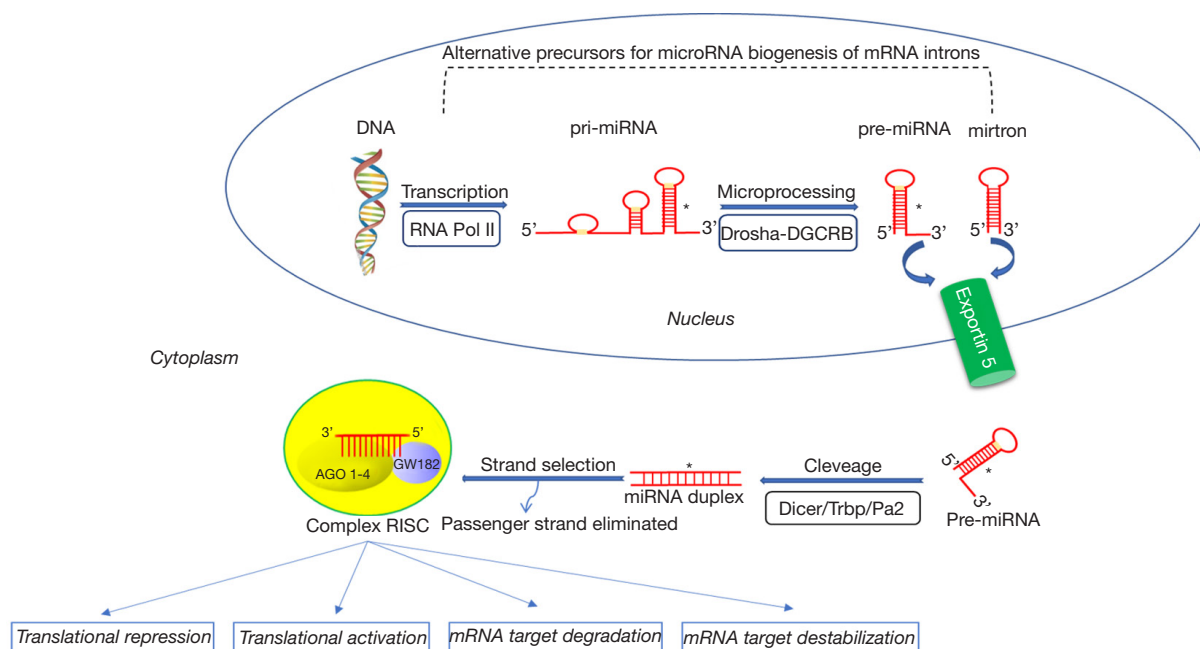 Alternative precursors for microRNA biogenesis of mRNA introns
DNA
pri-miRNA
pre-miRNA
mirtron
Transcription
RNA Pol II
5’
*
3’
Microprocessing
Drosha-DGCRB
*
5’
3’
5’
3’
Exportin 5
Nucleus
Cytoplasm
3’
5’
AGO 1-4
GW182
Complex RISC
Strand selection
Passenger strand eliminated
*
miRNA duplex
Cleveage
Dicer/Trbp/Pa2
5’
*
3’
Pre-miRNA
Translational repression
Translational activation
mRNA target degradation
mRNA target destabilization